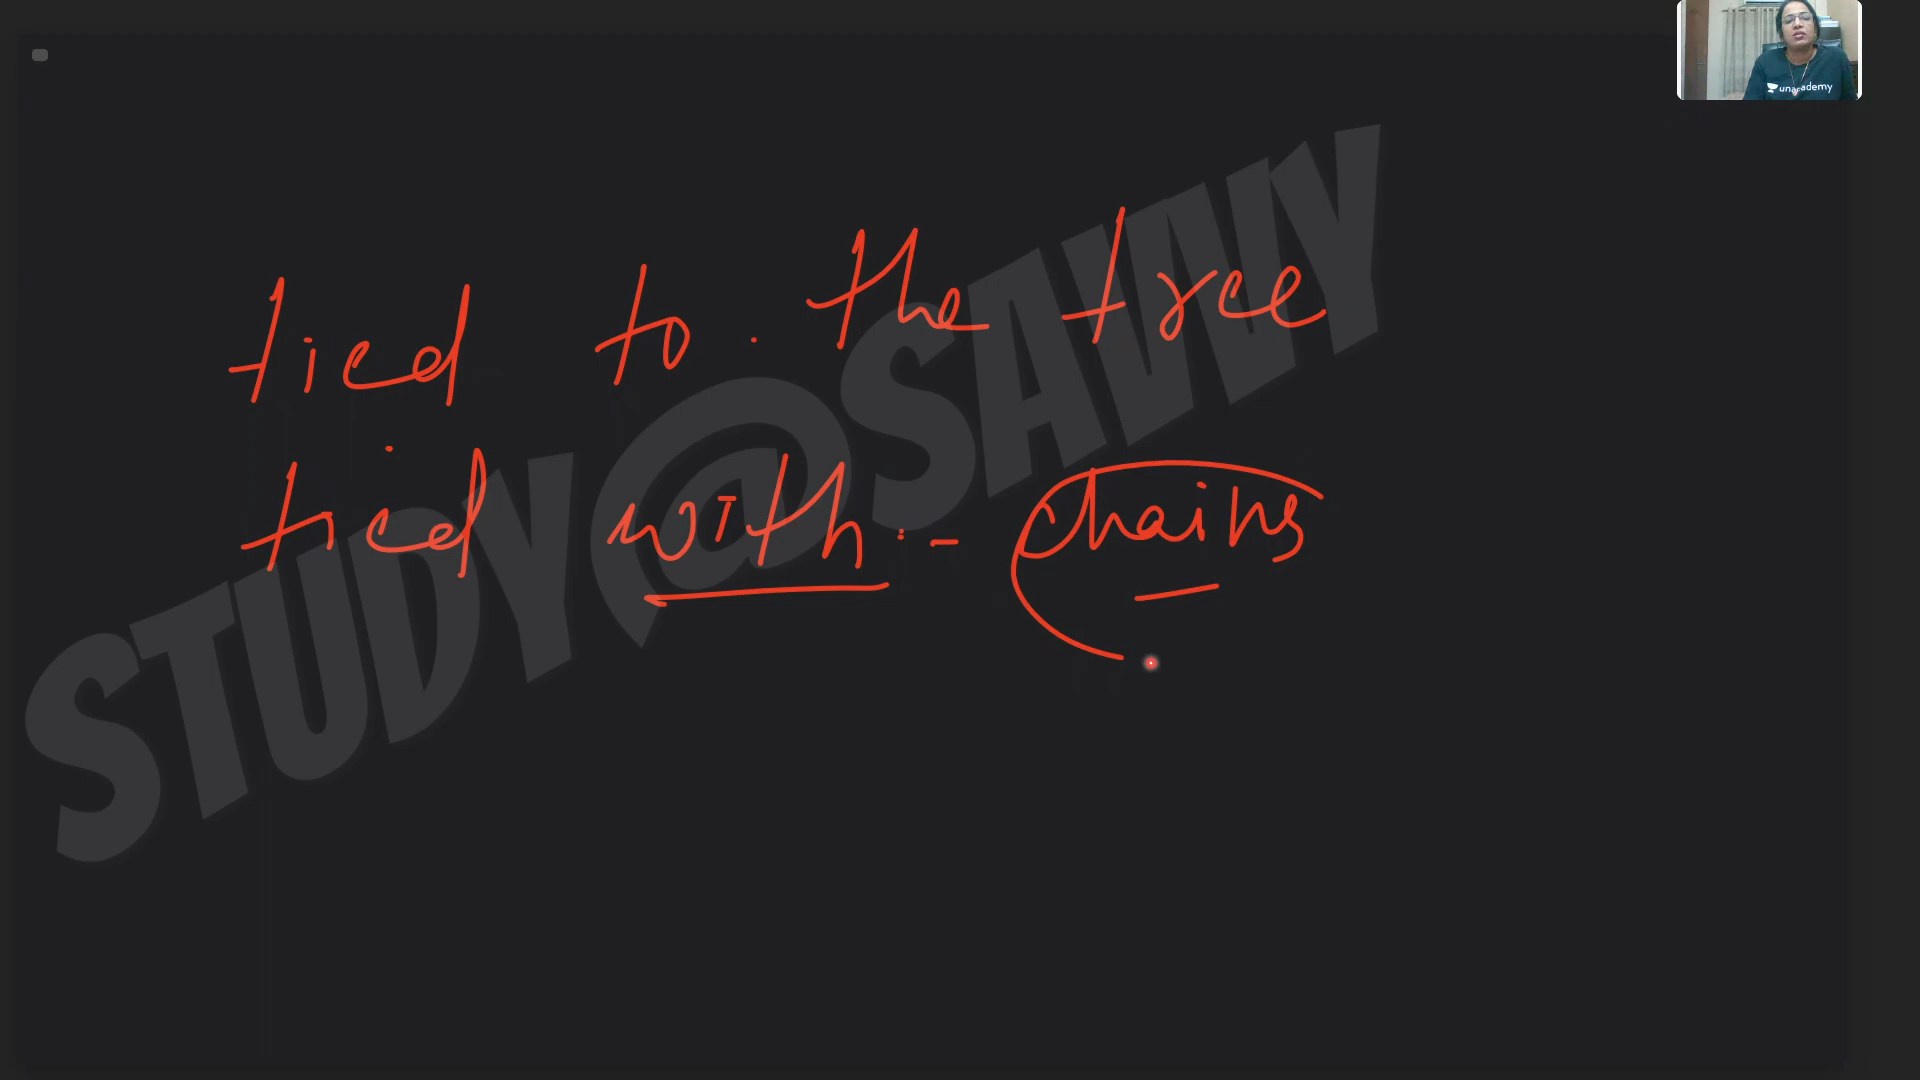 unacademy
tied to. the tree
tied with :- chains
STUDY@SAVVY